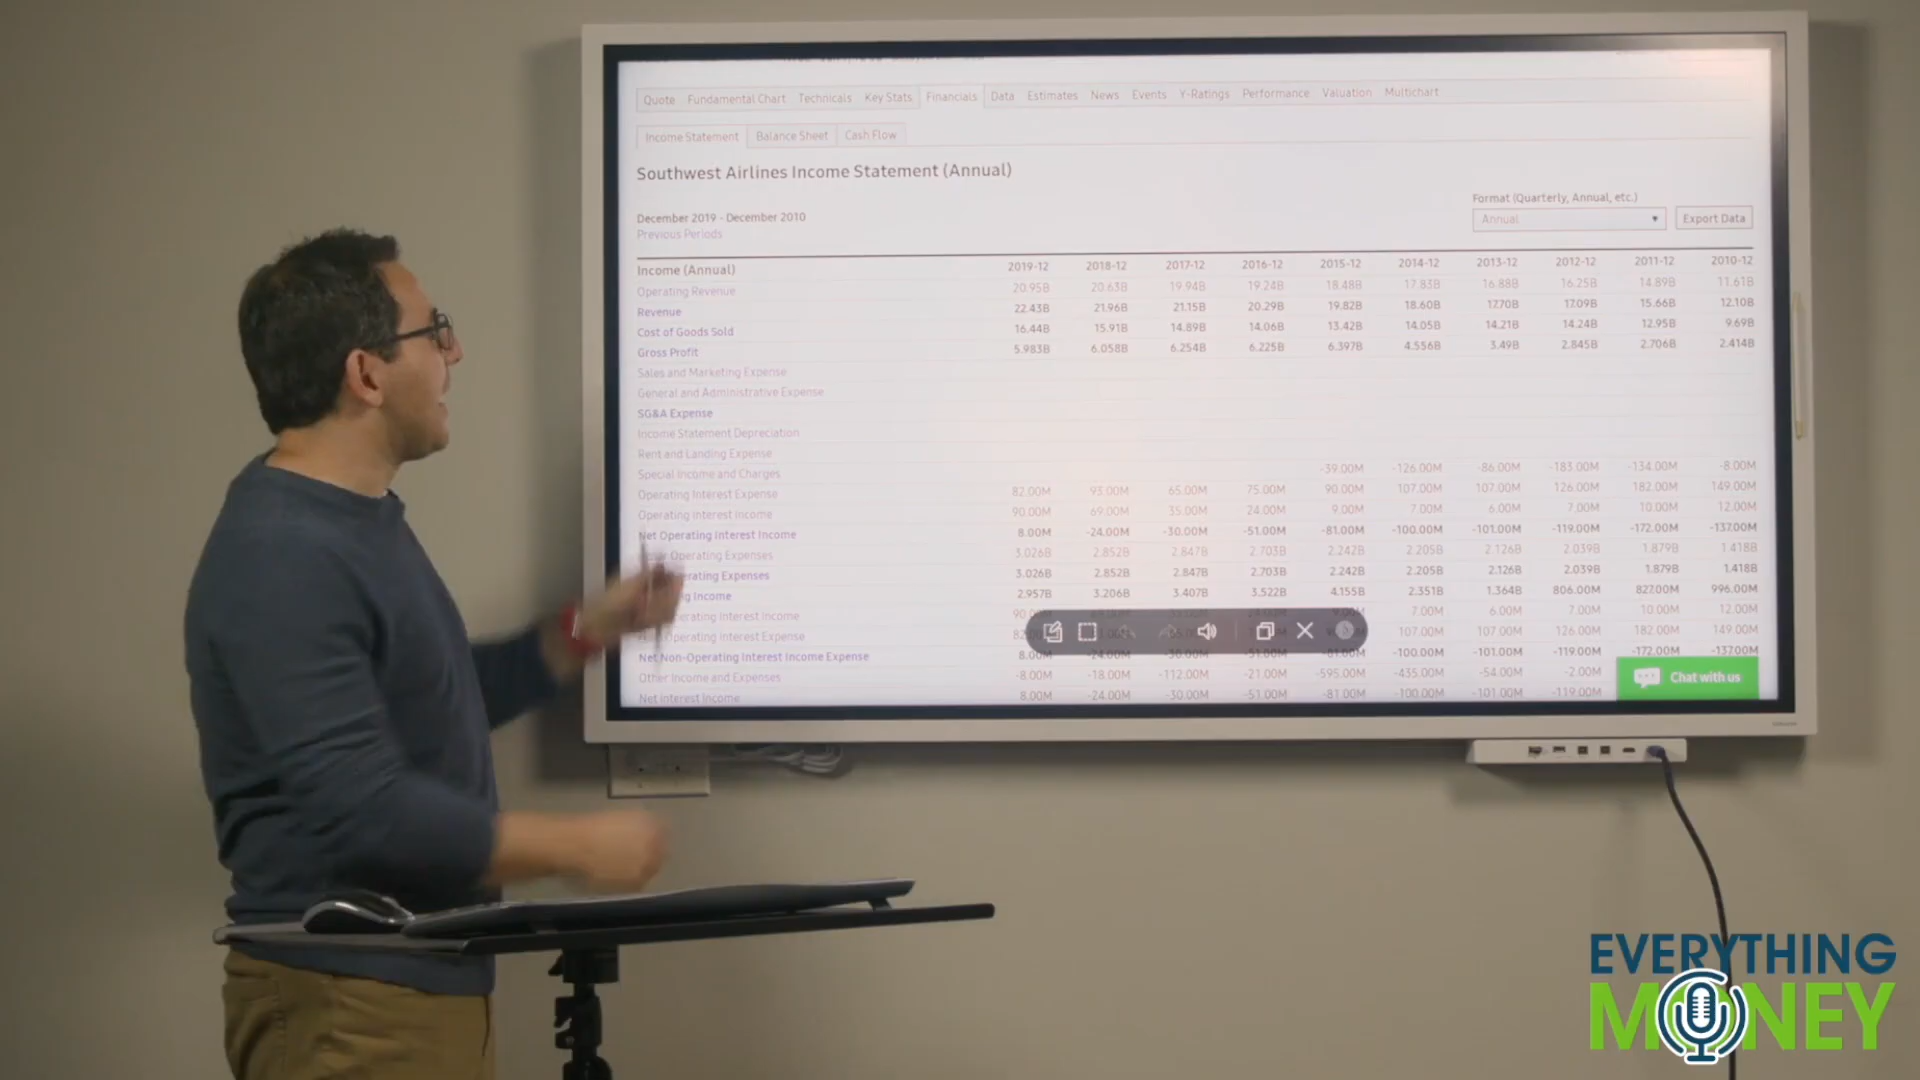 Quote Fundamental Chart Technicals Key Stats Financials Data Estimates News Events Y-Ratings Performance Valuation Multichart
Income Statement Balance Sheet Cash Flow
Southwest Airlines Income Statement (Annual)
Format (Quarterly, Annual, etc.)
December 2019 - December 2010
Annual Export Data
Previous Periods
Income (Annual) 2019-12 2018-12 2017-12 2016-12 2015-12 2014-12 2013-12 2012-12 2011-12 2010-12
Operating Revenue 20.95B 20.63B 19.94B 19.24B 18.48B 17.83B 16.88B 16.25B 14.89B 11.61B
Revenue 22.43B 21.96B 21.15B 20.29B 19.82B 18.60B 17.70B 17.09B 15.66B 12.10B
Cost of Goods Sold 16.44B 15.91B 14.89B 14.06B 13.42B 14.05B 14.21B 14.24B 12.95B 9.69B
Gross Profit 5.983B 6.058B 6.254B 6.225B 6.397B 4.556B 3.49B 2.845B 2.706B 2.414B
Sales and Marketing Expense
General and Administrative Expense
SG&A Expense
Income Statement Depreciation
Rent and Landing Expense
Special Income and Charges -39.00M -126.00M -86.00M -183.00M -134.00M -8.00M
Operating Interest Expense 82.00M 93.00M 65.00M 75.00M 90.00M 107.00M 107.00M 126.00M 182.00M 149.00M
Operating Interest Income 90.00M 69.00M 35.00M 24.00M 9.00M 7.00M 6.00M 7.00M 10.00M 12.00M
Net Operating Interest Income 8.00M -24.00M -30.00M -51.00M -81.00M -100.00M -101.00M -119.00M -172.00M -137.00M
Operating Expenses 3.026B 2.852B 2.847B 2.703B 2.242B 2.205B 2.126B 2.039B 1.879B 1.418B
Expenses 3.026B 2.852B 2.847B 2.703B 2.242B 2.205B 2.126B 2.039B 1.879B 1.418B
Income 2.957B 3.206B 3.407B 3.522B 4.155B 2.351B 1.364B 806.00M 827.00M 996.00M
Interest Income 7.00M 6.00M 7.00M 10.00M 12.00M
Operating Interest Expense 107.00M 107.00M 126.00M 182.00M 149.00M
Net Non-Operating Interest Income Expense 8.00M -24.00M -30.00M -51.00M -81.00M -100.00M -101.00M -119.00M -172.00M -137.00M
Other Income and Expenses -8.00M -18.00M -112.00M -21.00M -595.00M -435.00M -54.00M -2.00M
Net interest Income 8.00M -24.00M -30.00M -51.00M -81.00M -100.00M -101.00M -119.00M
Chat with us
EVERYTHING
MONEY